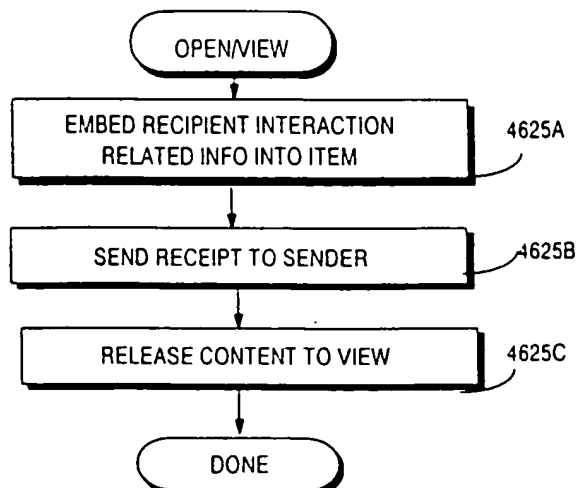 OPEN/VIEW
EMBED RECIPIENT INTERACTION
RELATED INFO INTO ITEM
4625A
SEND RECEIPT TO SENDER
4625B
RELEASE CONTENT TO VIEW
4625C
DONE